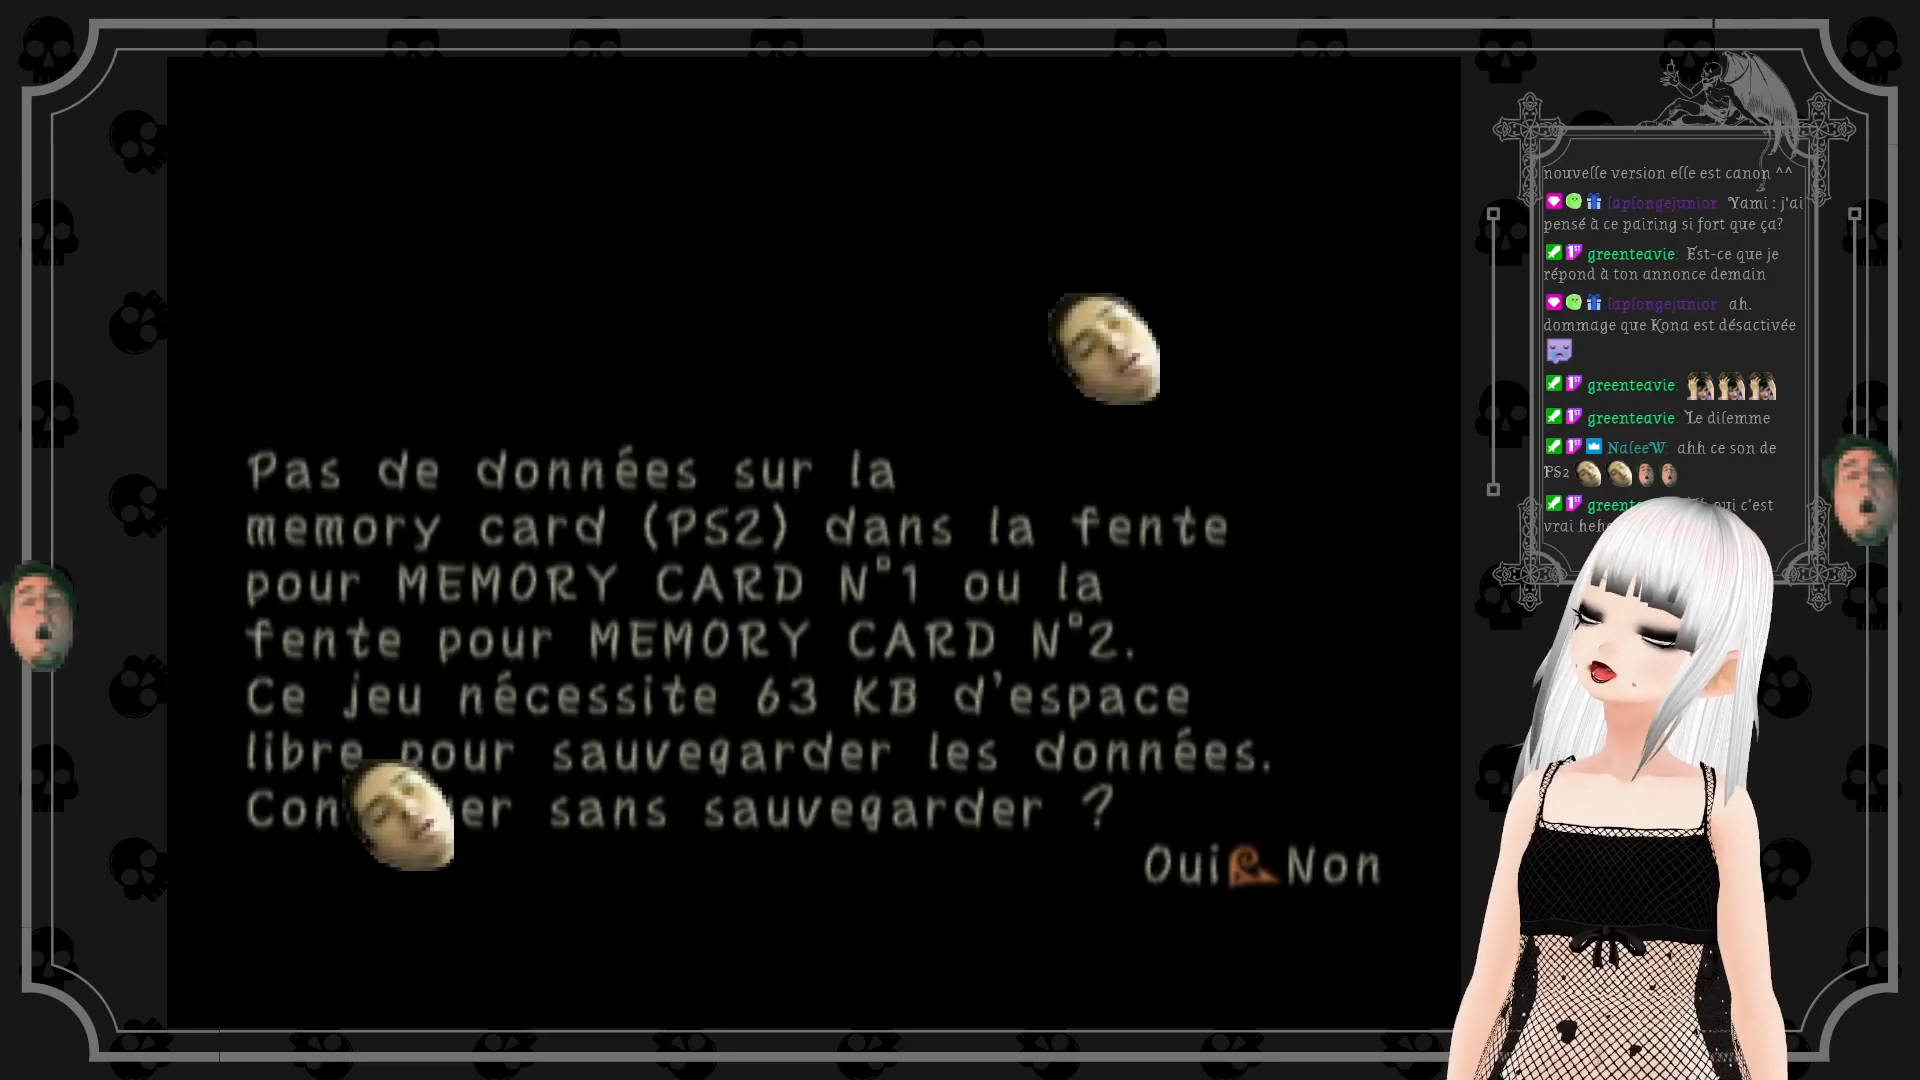 Pas de données sur la
memory card (PS2) dans la fente
pour MEMORY CARD N°1 ou la
fente pour MEMORY CARD N°2.
Ce jeu nécessite 63 KB d'espace
libre pour sauvegarder les données.
Con er sans sauvegarder ?
Oui Non
nouvelle version elle est canon ^^
laplongejunior Yami : j'ai
pensé à ce pairing si fort que ça?
greenteavie: Est-ce que je
répond à ton annonce demain
laplongejunior ah.
dommage que Kona est désactivée
greenteavie:
greenteavie: Le dilemme
NaleeW: ahh ce son de
PS2
greent oui c'est
vrai hehe